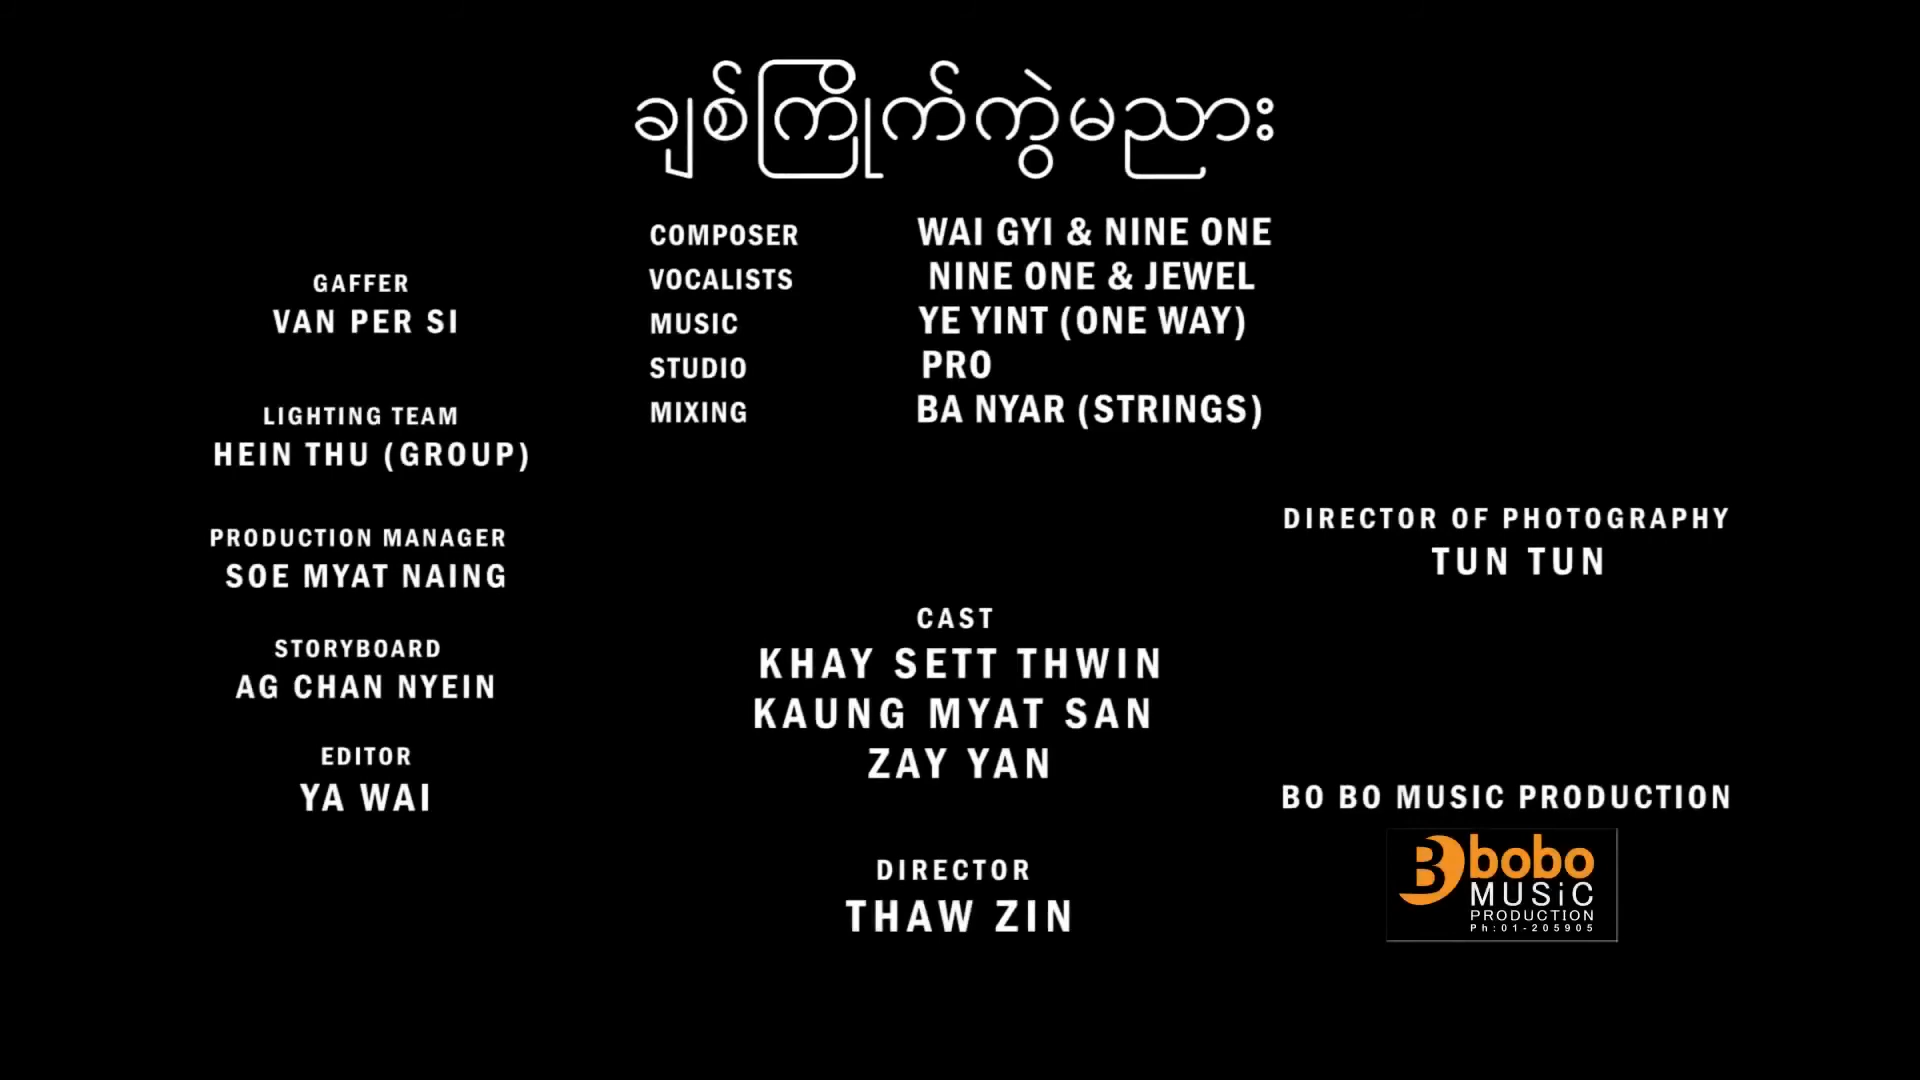 ချစ်ကြိုက်ကွဲမညား
COMPOSER WAI GYI & NINE ONE
VOCALISTS NINE ONE & JEWEL
MUSIC YE YINT (ONE WAY)
STUDIO PRO
MIXING BA NYAR (STRINGS)
GAFFER
VAN PER SI
LIGHTING TEAM
HEIN THU (GROUP)
PRODUCTION MANAGER
SOE MYAT NAING
STORYBOARD
AG CHAN NYEIN
EDITOR
YA WAI
CAST
KHAY SETT THWIN
KAUNG MYAT SAN
ZAY YAN
DIRECTOR
THAW ZIN
DIRECTOR OF PHOTOGRAPHY
TUN TUN
BO BO MUSIC PRODUCTION
B bobo
MUSiC
PRODUCTION
Ph:01-205905